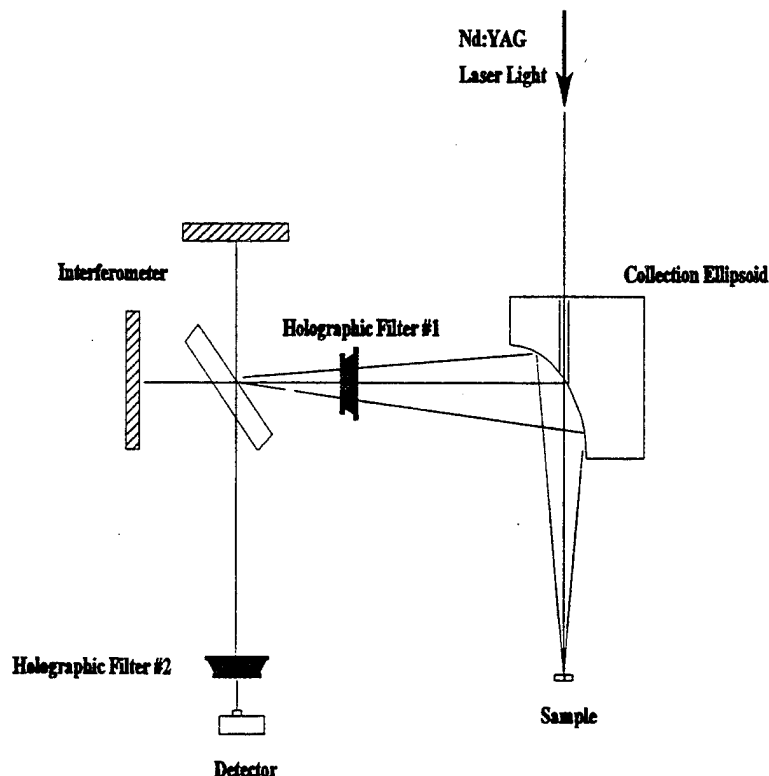 Nd:YAG
Laser Light
Interferometer
Collection Ellipsoid
Holographic Filter #1
Holographic Filter #2
Sample
Detector